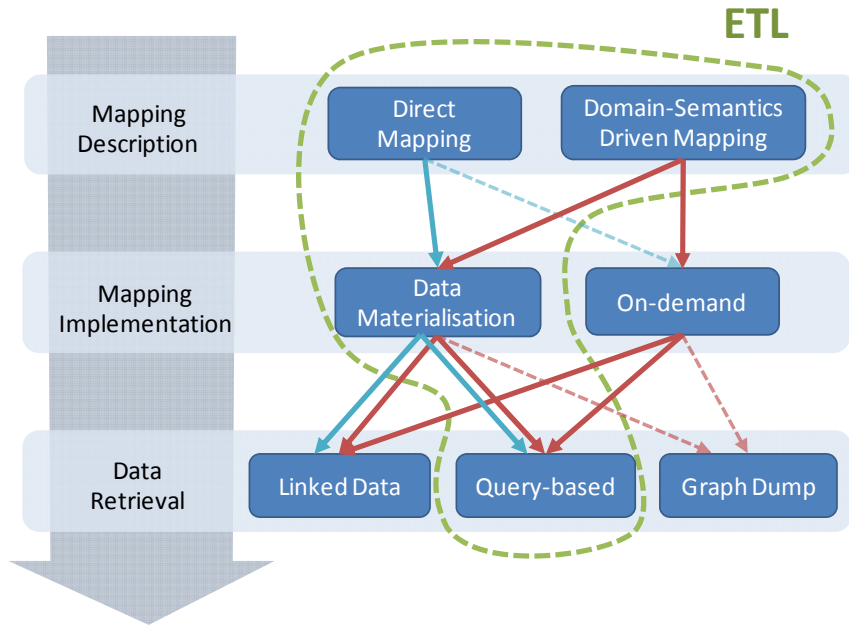 ETL
Mapping
Description
Direct
Mapping
Domain-Semantics
Driven Mapping
Mapping
Implementation
Data
Materialisation
On-demand
Data
Retrieval
Linked Data
Query-based
Graph Dump